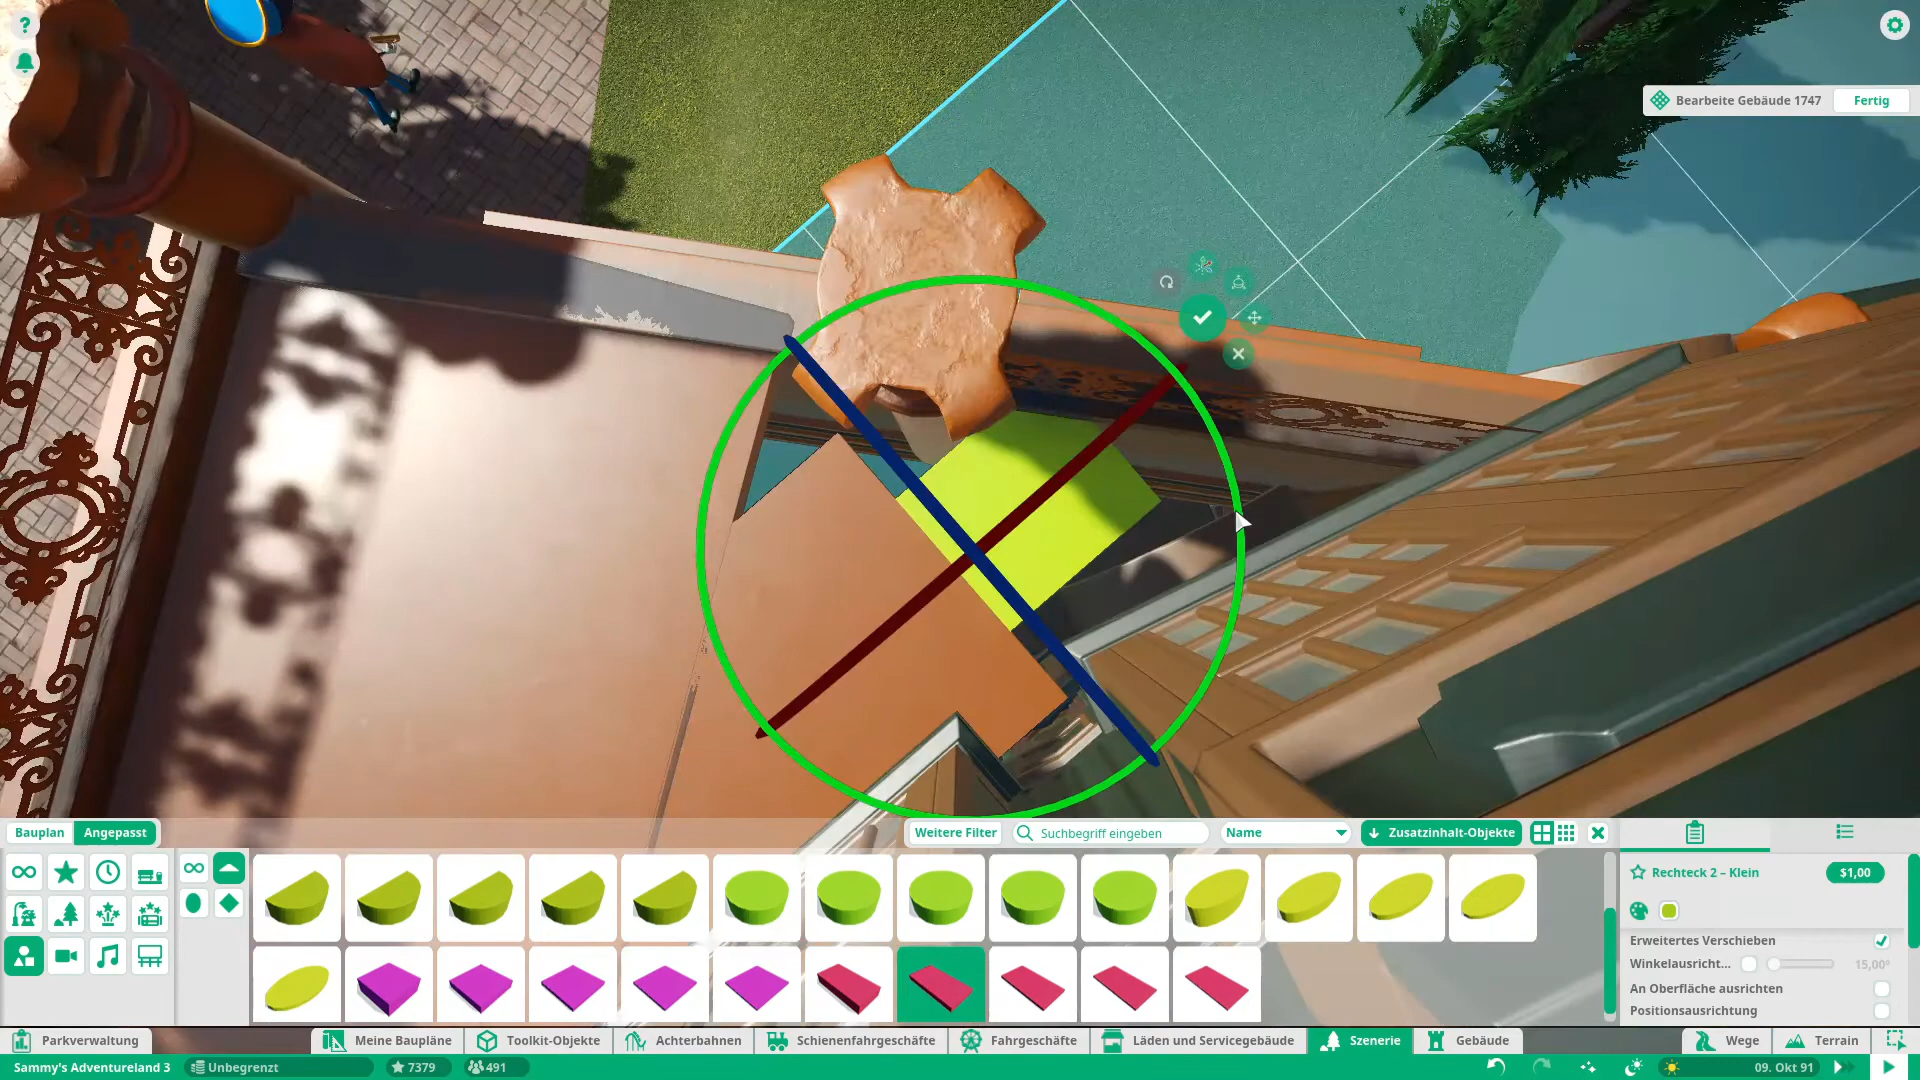 ?
Bearbeite Gebäude 1747
Fertig
Bauplan
Angepasst
Weitere Filter
Suchbegriff eingeben
Name
Zusatzinhalt-Objekte
Rechteck 2 – Klein
$1,00
Erweitertes Verschieben
Winkelausricht...
15,00°
An Oberfläche ausrichten
Positionsausrichtung
Parkverwaltung
Meine Baupläne
Toolkit-Objekte
Achterbahnen
Schienenfahrgeschäfte
Fahrgeschäfte
Läden und Servicegebäude
Szenerie
Gebäude
Wege
Terrain
Sammy's Adventureland 3
Unbegrenzt
7379
491
09. Okt 91